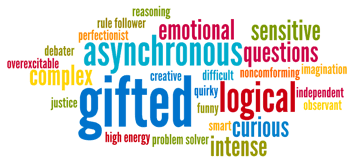 reasoning
rule follower
emotional
sensitive
perfectionist
debater
asynchronous
questions
overexcitable
complex
creative
difficult
noncomforming
imagination
justice
gifted
quirky
logical
independent
funny
observant
smart
curious
high energy
problem solver
intense